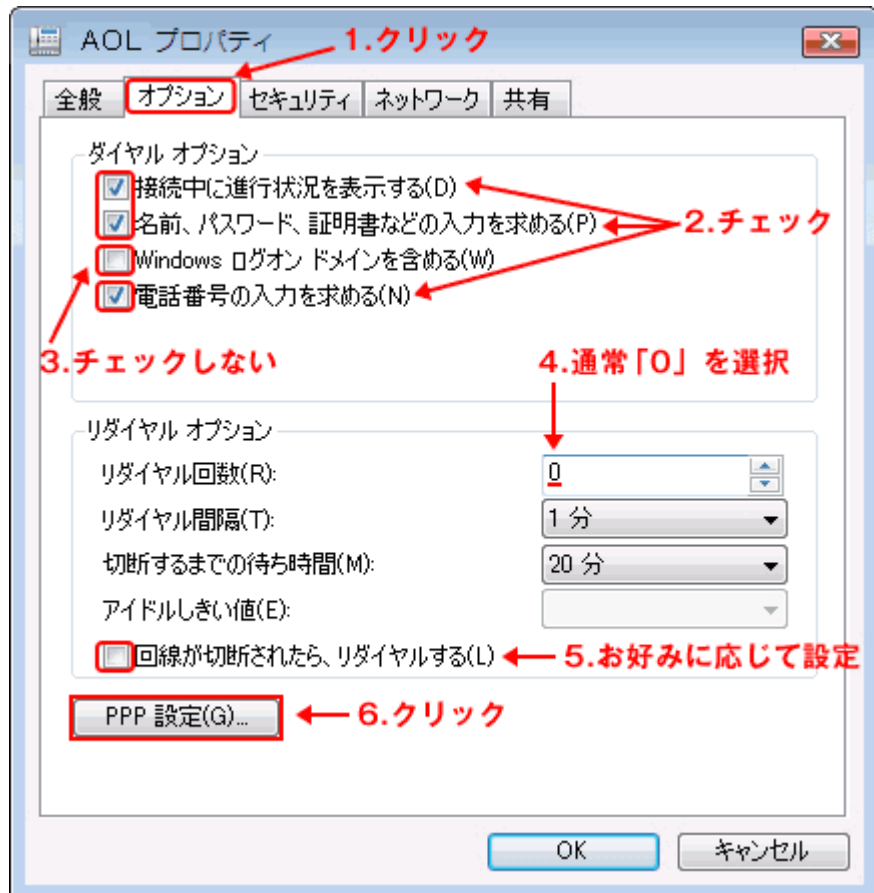 AOL プロパティ 1.クリック
全般 オプション セキュリティ ネットワーク 共有
ダイヤル オプション
接続中に進行状況を表示する(D)
名前、パスワード、証明書などの入力を求める(P) 2.チェック
Windows ログオン ドメインを含める(W)
電話番号の入力を求める(N)
3.チェックしない 4.通常「0」を選択
リダイヤル オプション
リダイヤル回数(R): 0
リダイヤル間隔(T): 1 分
切断するまでの待ち時間(M): 20 分
アイドルしきい値(E):
回線が切断されたら、リダイヤルする(L) 5.お好みに応じて設定
PPP 設定(G)... 6.クリック
OK キャンセル